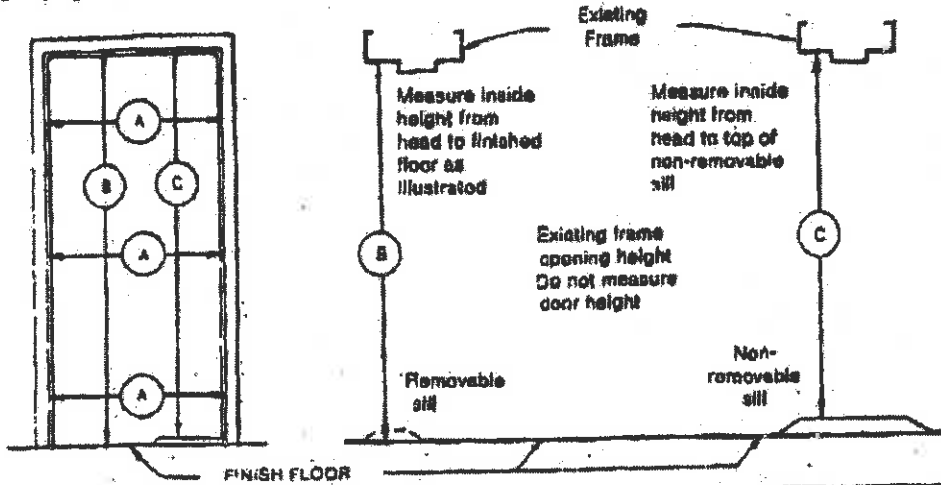 A
B
C
A
A
Existing
Frame
Measure inside
height from
head to finished
floor as
illustrated
Measure inside
height from
head to top of
non-removable
sill
B
C
Existing frame
opening height
Do not measure
door height
Removable
sill
Non-
removable
sill
FINISH FLOOR